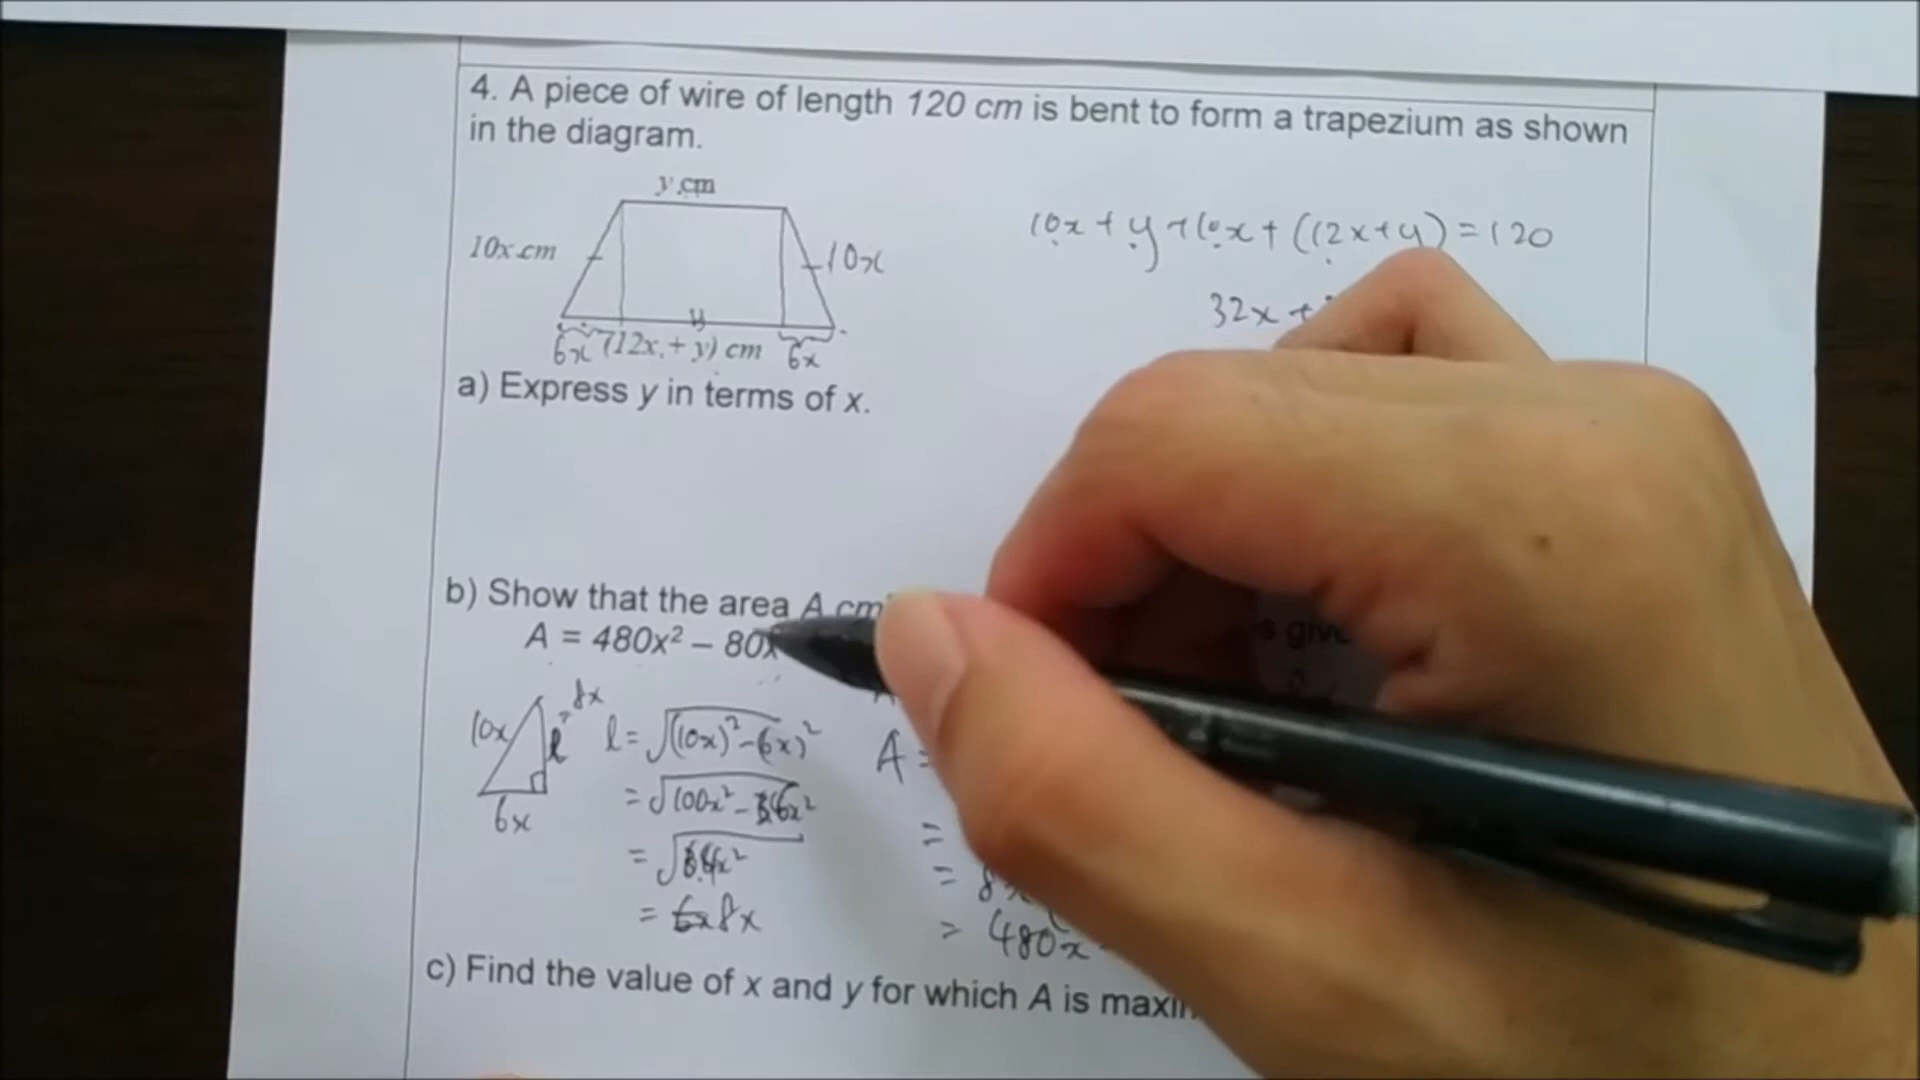 4. A piece of wire of length 120 cm is bent to form a trapezium as shown
in the diagram.
y cm
10x cm
10x
y
6x (12x + y) cm 6x
10x + y + 10x + (12x+y) = 120
32x +
a) Express y in terms of x.
b) Show that the area A cm
A = 480x² – 80x
10x
l = 8x
6x
l = √(10x)² - 6x)²
= √100x² - 36x²
= √64x²
= 8x
A =
=
= 8x
= 480x
c) Find the value of x and y for which A is